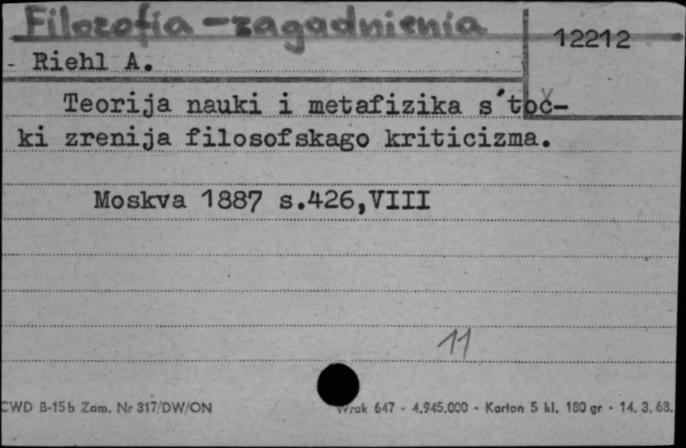 Filozofia - zagadnienia
12212
- Riehl A.
Teorija nauki i metafizika s´toč-
ki zrenija filosofskago kriticizma.
Moskva 1887 s.426,VIII
11
CWD B-15b Zam. Nr 317/DW/ON
Wrak 647 - 4.945.000 - Karton 5 kl. 180 gr - 14. 3. 63.